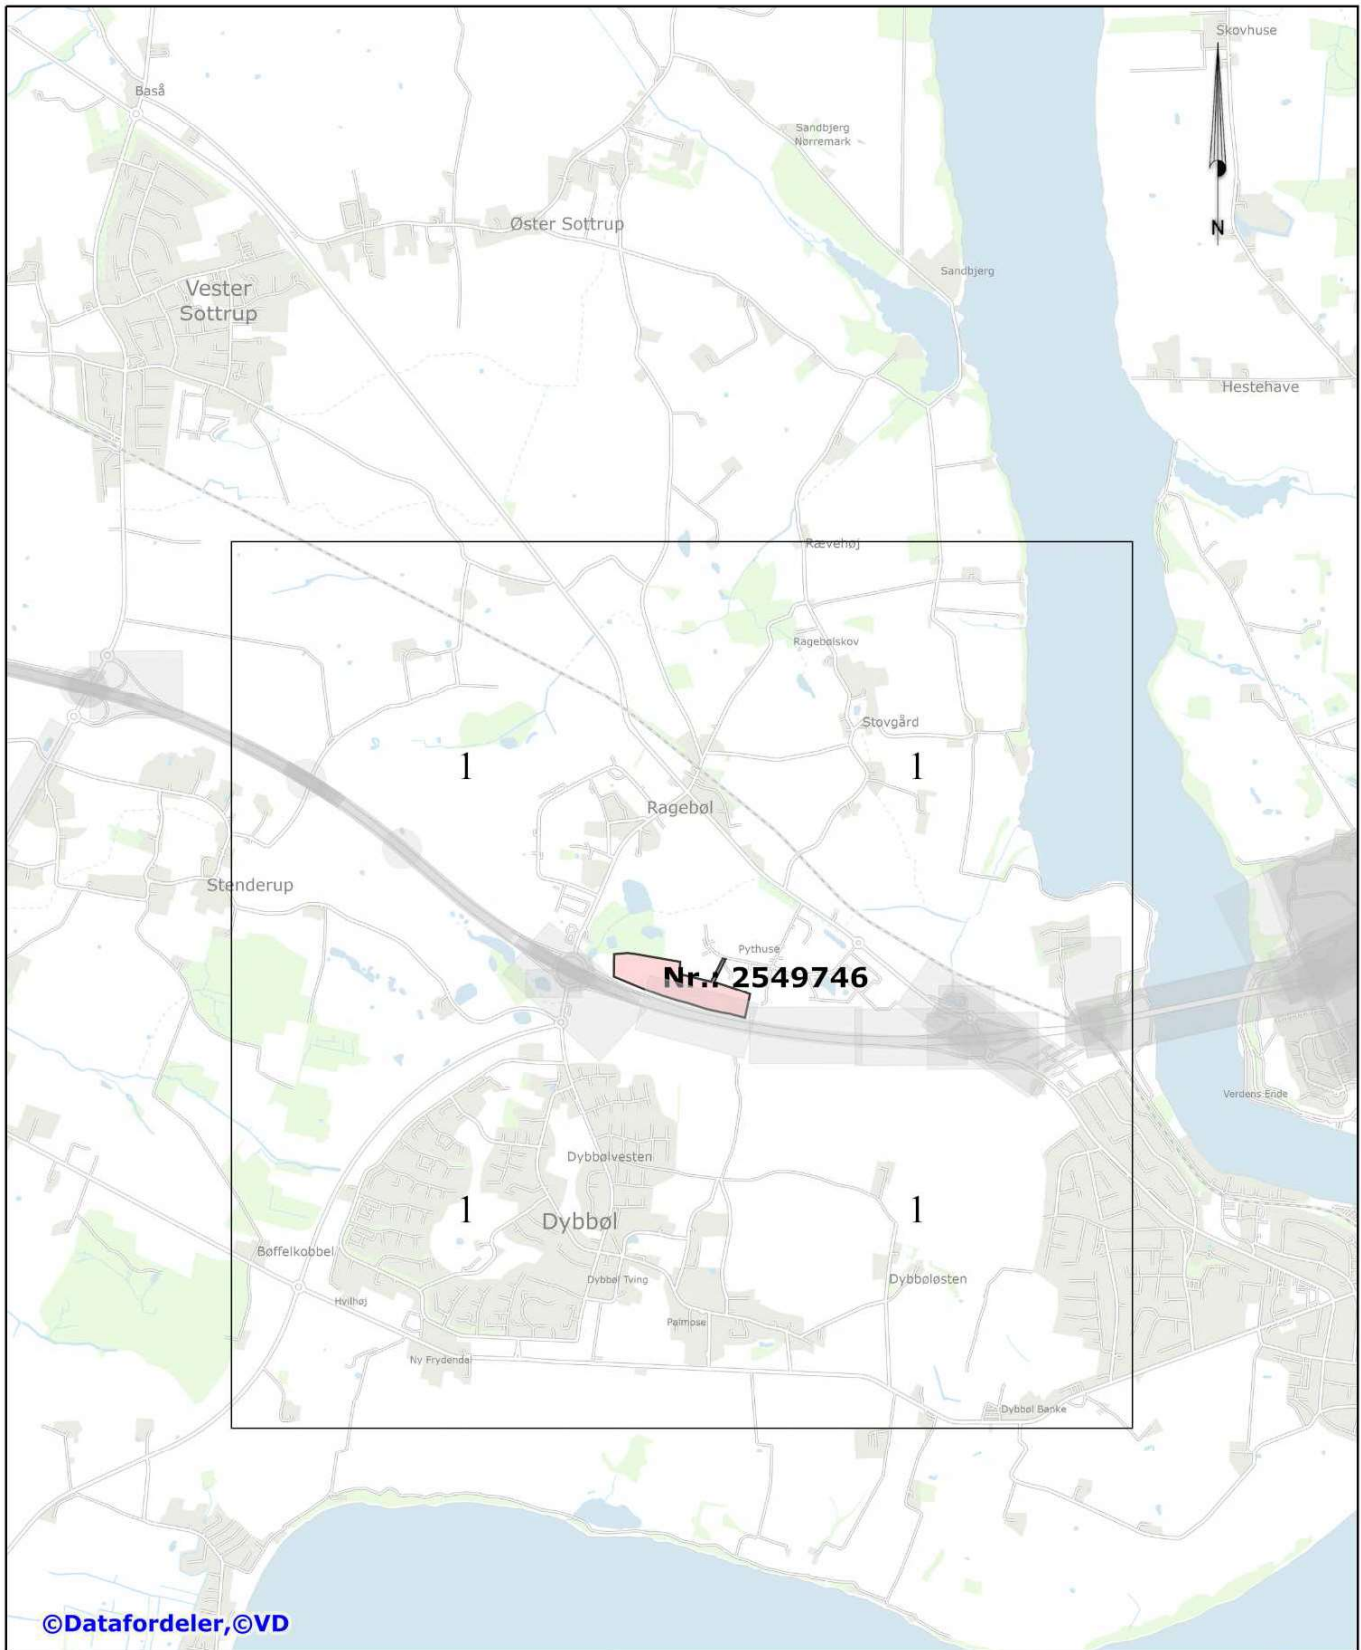 Skovhuse
Baså
Sandbjerg
Nørremark
Øster Sottrup
N
Sandbjerg
Vester
Sottrup
Hestehave
Rævehøj
Ragebølskov
Stovgård
1
1
Ragebøl
Stenderup
Pythuse
Nr.: 2549746
Verdens Ende
Dybbølvesten
1
1
Dybbøl
Bøffelkobbel
Dybbøl Tving
Dybbøløsten
Hvilhøj
Palmose
Ny Frydendal
Dybbøl Banke
©Datafordeler,©VD